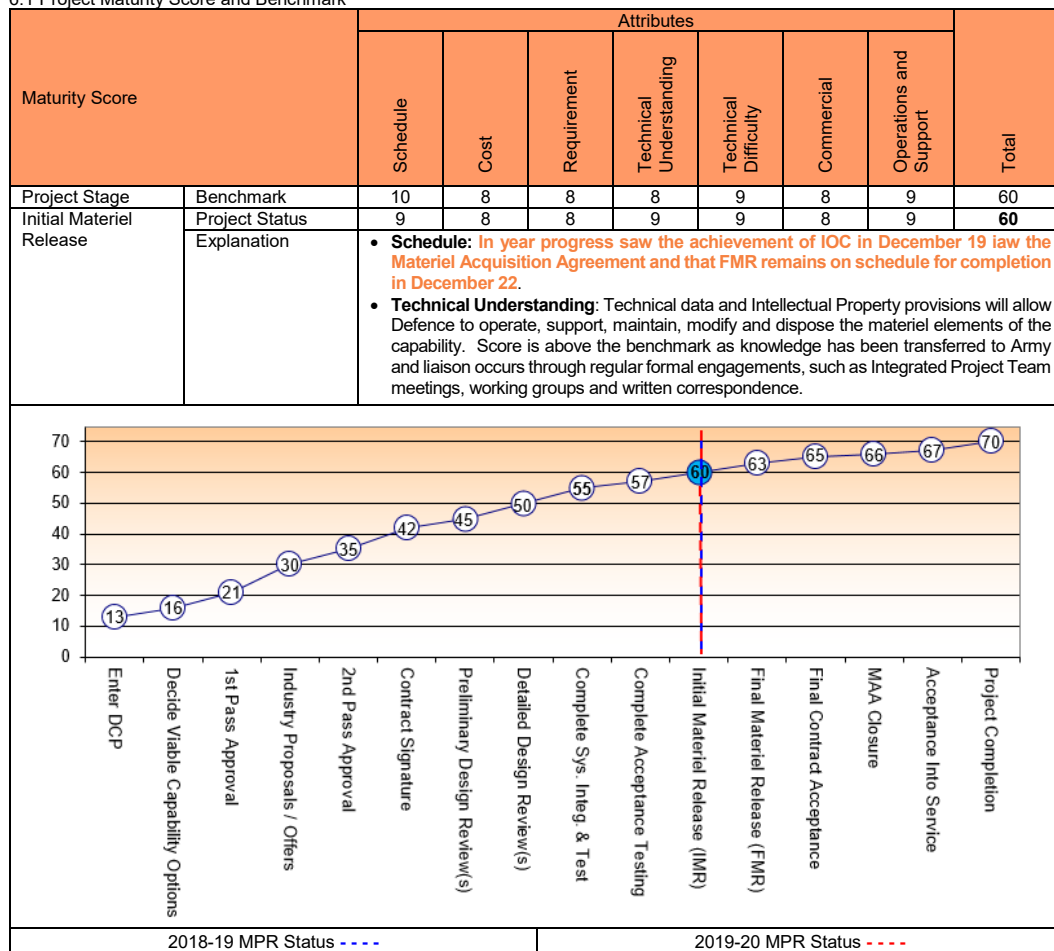 6.1 Project Maturity Score and Benchmark
Maturity Score
Attributes
Schedule
Cost
Requirement
Technical Understanding
Technical Difficulty
Commercial
Operations and Support
Total
Project Stage Benchmark 10 8 8 8 9 8 9 60
Initial Materiel Release Project Status 9 8 8 9 9 8 9 60
Explanation
• Schedule: In year progress saw the achievement of IOC in December 19 iaw the
Materiel Acquisition Agreement and that FMR remains on schedule for completion
in December 22.
• Technical Understanding: Technical data and Intellectual Property provisions will allow
Defence to operate, support, maintain, modify and dispose the materiel elements of the
capability. Score is above the benchmark as knowledge has been transferred to Army
and liaison occurs through regular formal engagements, such as Integrated Project Team
meetings, working groups and written correspondence.
70
60
50
40
30
20
10
0
13
16
21
30
35
42
45
50
55
57
60
63
65
66
67
70
Enter DCP
Decide Viable Capability Options
1st Pass Approval
Industry Proposals / Offers
2nd Pass Approval
Contract Signature
Preliminary Design Review(s)
Detailed Design Review(s)
Complete Sys. Integ. & Test
Complete Acceptance Testing
Initial Materiel Release (IMR)
Final Materiel Release (FMR)
Final Contract Acceptance
MAA Closure
Acceptance Into Service
Project Completion
2018-19 MPR Status - - - -
2019-20 MPR Status - - - -